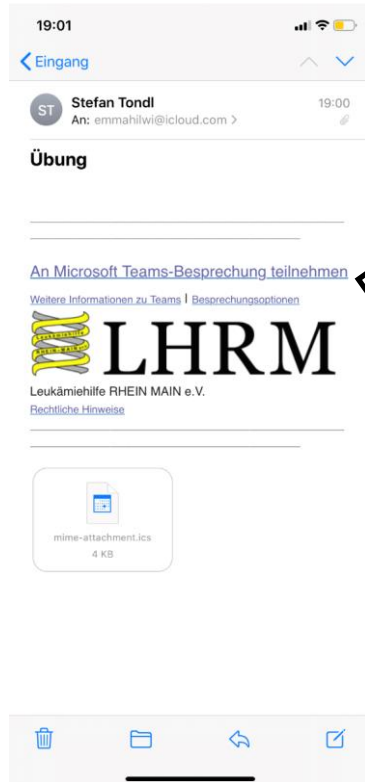 19:01
Eingang
ST
Stefan Tondl
19:00
An: emmahilwi@icloud.com >
Übung
An Microsoft Teams-Besprechung teilnehmen
Weitere Informationen zu Teams | Besprechungsoptionen
LHRM
Leukämiehilfe RHEIN MAIN e.V.
Rechtliche Hinweise
mime-attachment.ics
4 KB